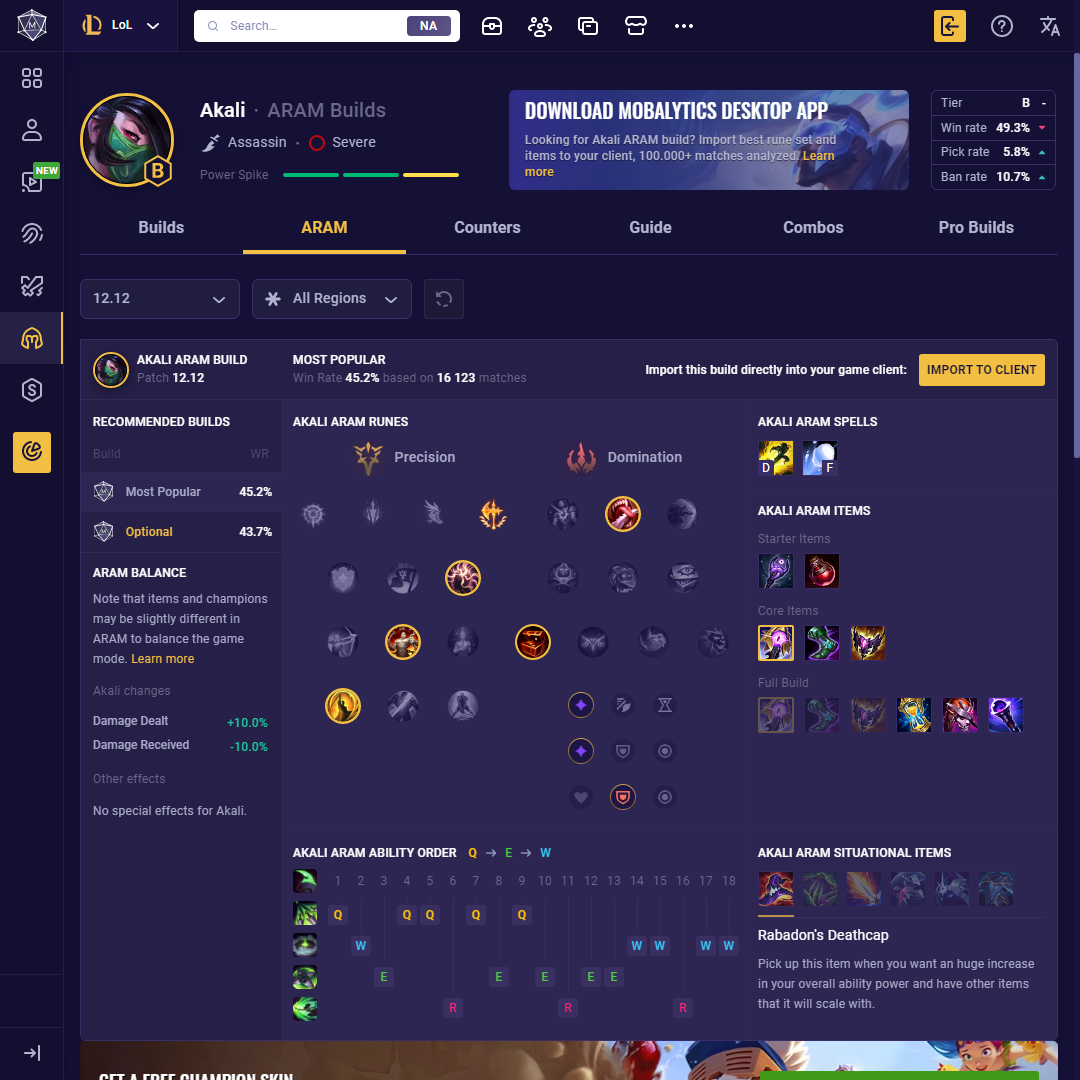 LoL
Search...
NA
NEW
Akali · ARAM Builds
Assassin · Severe
Power Spike
B
DOWNLOAD MOBALYTICS DESKTOP APP
Looking for Akali ARAM build? Import best rune set and
items to your client, 100.000+ matches analyzed. Learn
more
Tier B -
Win rate 49.3%
Pick rate 5.8%
Ban rate 10.7%
Builds
ARAM
Counters
Guide
Combos
Pro Builds
12.12
All Regions
AKALI ARAM BUILD
Patch 12.12
MOST POPULAR
Win Rate 45.2% based on 16 123 matches
Import this build directly into your game client:
IMPORT TO CLIENT
RECOMMENDED BUILDS
Build WR
Most Popular 45.2%
Optional 43.7%
ARAM BALANCE
Note that items and champions
may be slightly different in
ARAM to balance the game
mode. Learn more
Akali changes
Damage Dealt +10.0%
Damage Received -10.0%
Other effects
No special effects for Akali.
AKALI ARAM RUNES
Precision
Domination
AKALI ARAM SPELLS
D
F
AKALI ARAM ITEMS
Starter Items
Core Items
Full Build
AKALI ARAM ABILITY ORDER Q → E → W
1 2 3 4 5 6 7 8 9 10 11 12 13 14 15 16 17 18
Q Q Q Q Q
W W W W W
E E E E E
R R R
AKALI ARAM SITUATIONAL ITEMS
Rabadon's Deathcap
Pick up this item when you want an huge increase
in your overall ability power and have other items
that it will scale with.
GET A FREE CHAMPION SKIN